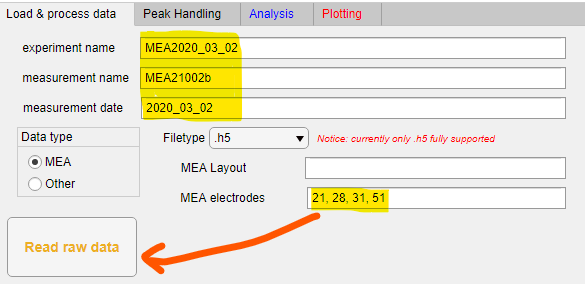 Load & process data Peak Handling Analysis Plotting
experiment name MEA2020_03_02
measurement name MEA21002b
measurement date 2020_03_02
Data type Filetype .h5 Notice: currently only .h5 fully supported
MEA
MEA Layout
Other
MEA electrodes 21, 28, 31, 51
Read raw data